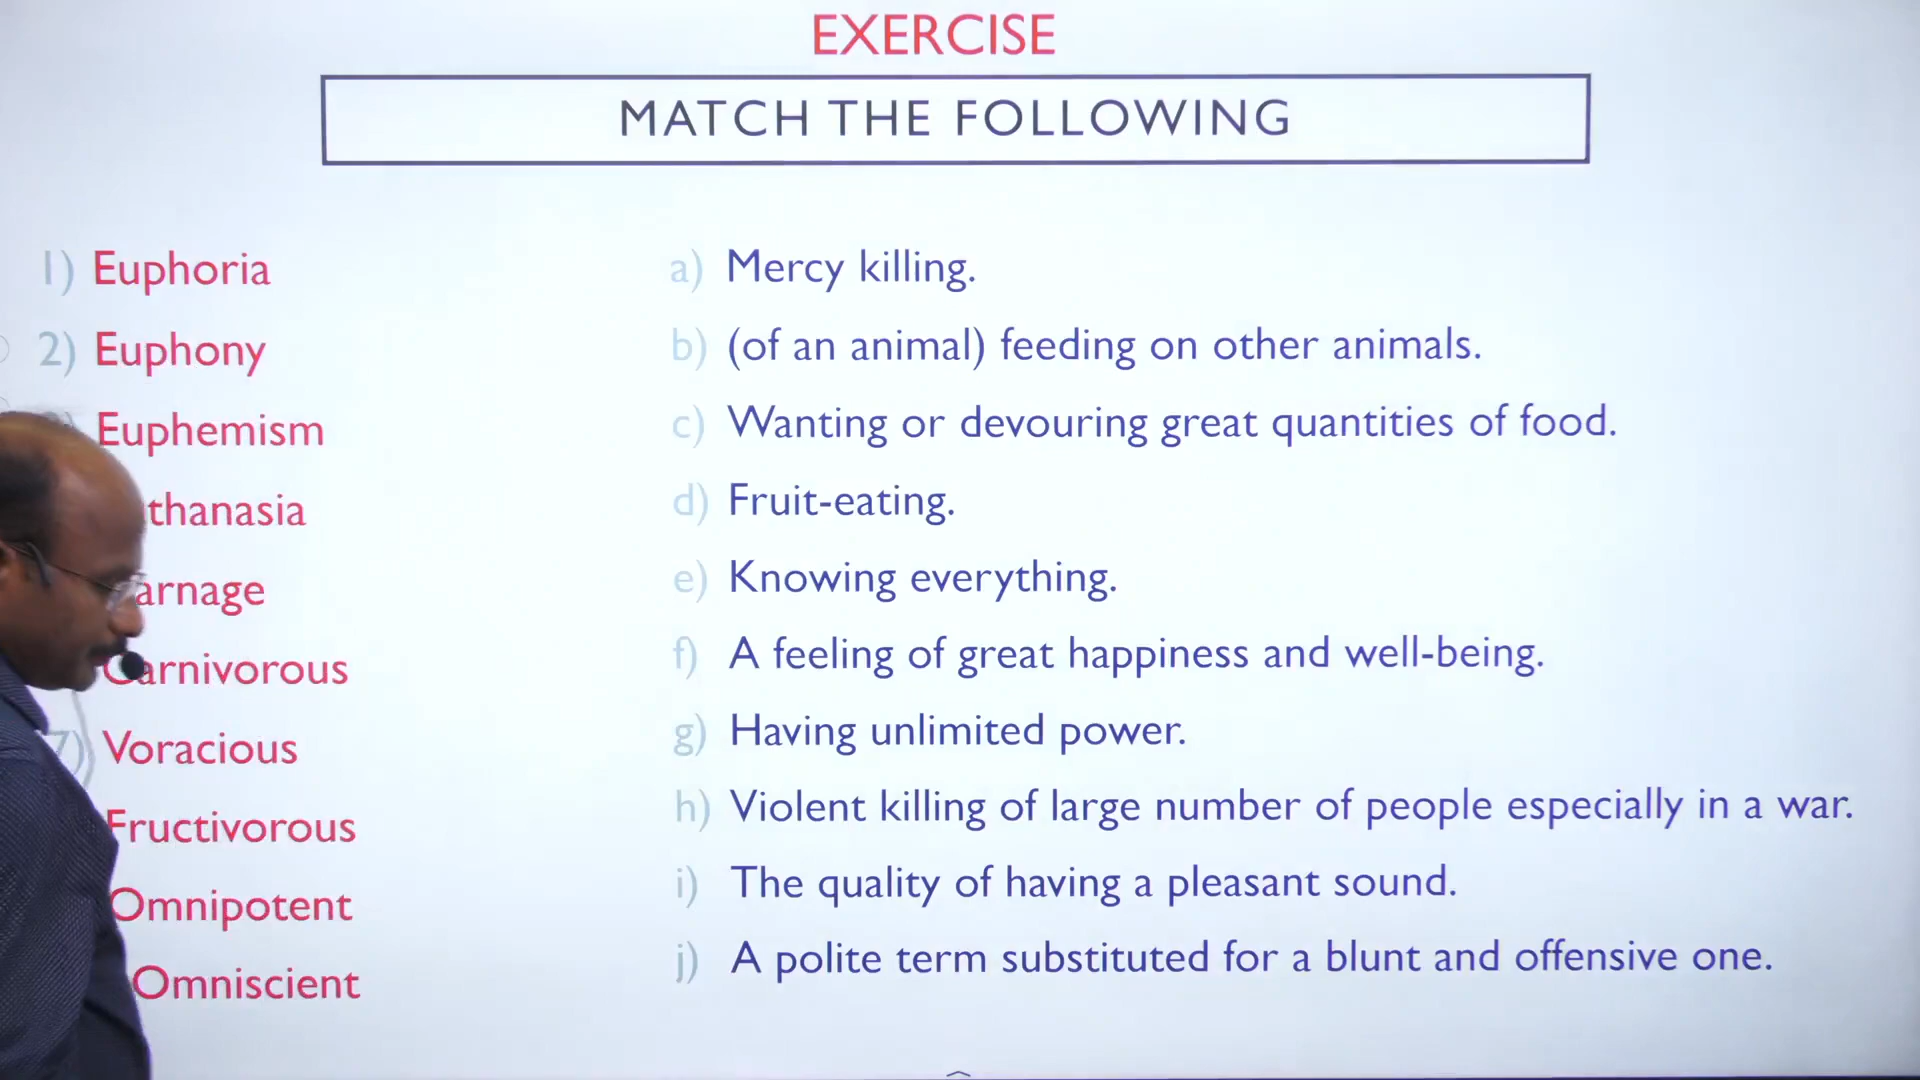 EXERCISE
MATCH THE FOLLOWING
1) Euphoria
2) Euphony
Euphemism
thanasia
arnage
Carnivorous
7) Voracious
Fructivorous
Omnipotent
Omniscient
a) Mercy killing.
b) (of an animal) feeding on other animals.
c) Wanting or devouring great quantities of food.
d) Fruit-eating.
e) Knowing everything.
f) A feeling of great happiness and well-being.
g) Having unlimited power.
h) Violent killing of large number of people especially in a war.
i) The quality of having a pleasant sound.
j) A polite term substituted for a blunt and offensive one.